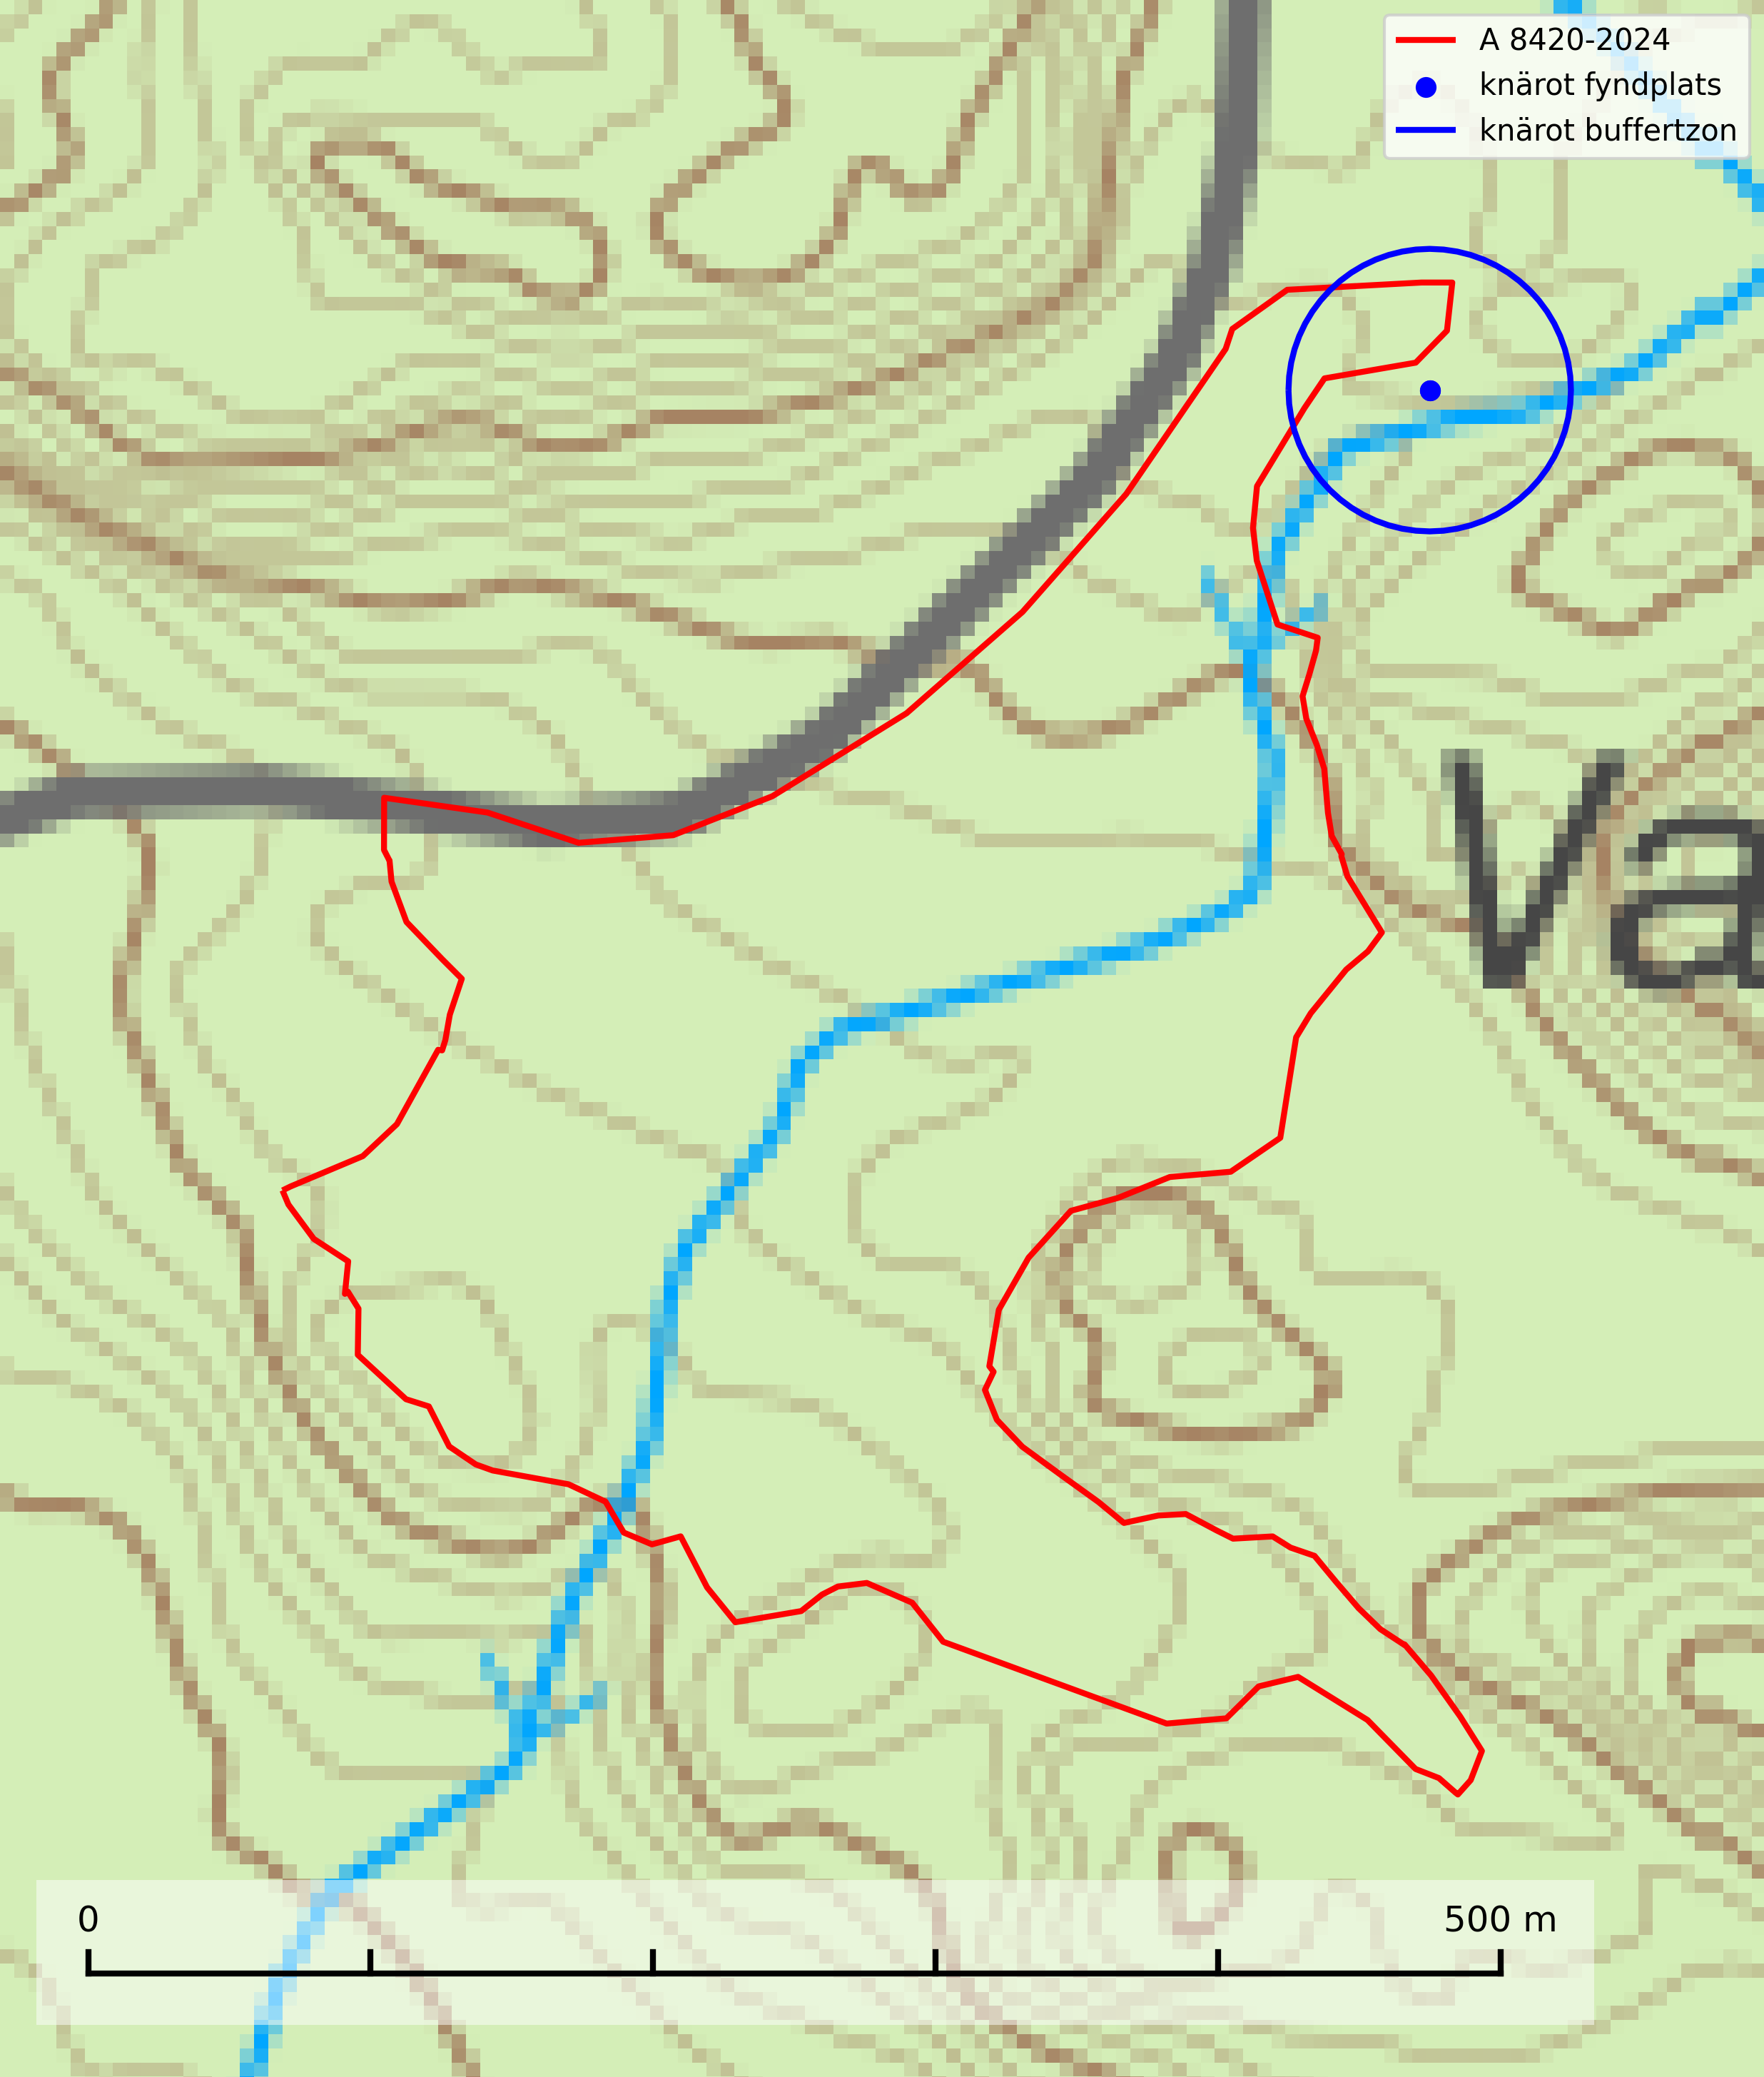 A 8420-2024
knärot fyndplats
knärot buffertzon
Va
0 500 m